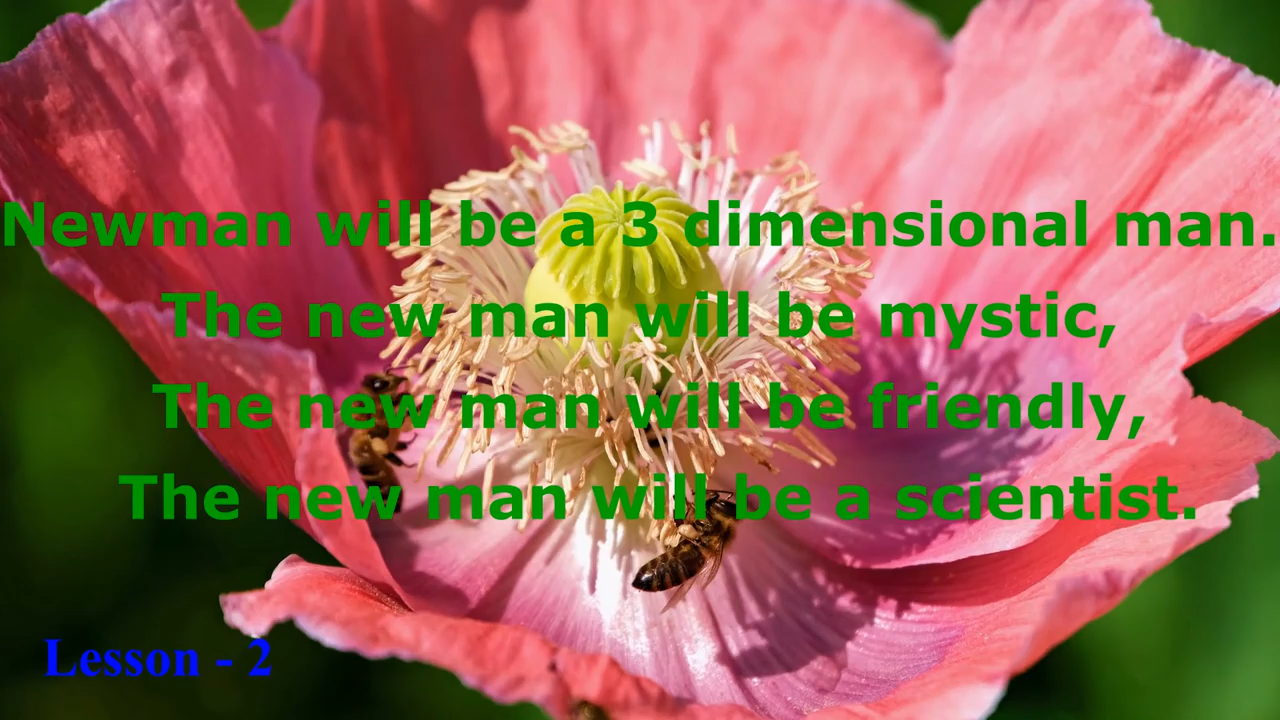 Newman will be a 3 dimensional man.
The new man will be mystic,
The new man will be friendly,
The new man will be a scientist.
Lesson - 2